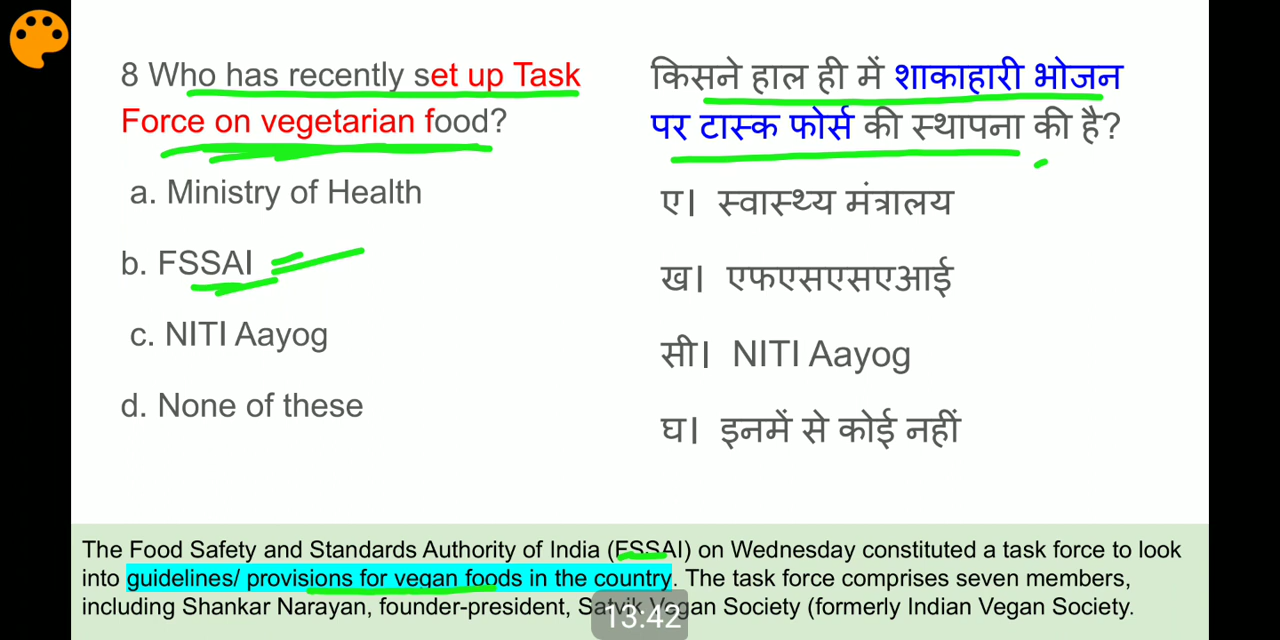 8 Who has recently set up Task
Force on vegetarian food?
a. Ministry of Health
b. FSSAI
c. NITI Aayog
d. None of these
किसने हाल ही में शाकाहारी भोजन
पर टास्क फोर्स की स्थापना की है?
ए। स्वास्थ्य मंत्रालय
ख। एफएसएसएआई
सी। NITI Aayog
घ। इनमें से कोई नहीं
The Food Safety and Standards Authority of India (FSSAI) on Wednesday constituted a task force to look
into guidelines/ provisions for vegan foods in the country. The task force comprises seven members,
including Shankar Narayan, founder-president, Satvik Vegan Society (formerly Indian Vegan Society.
13:42